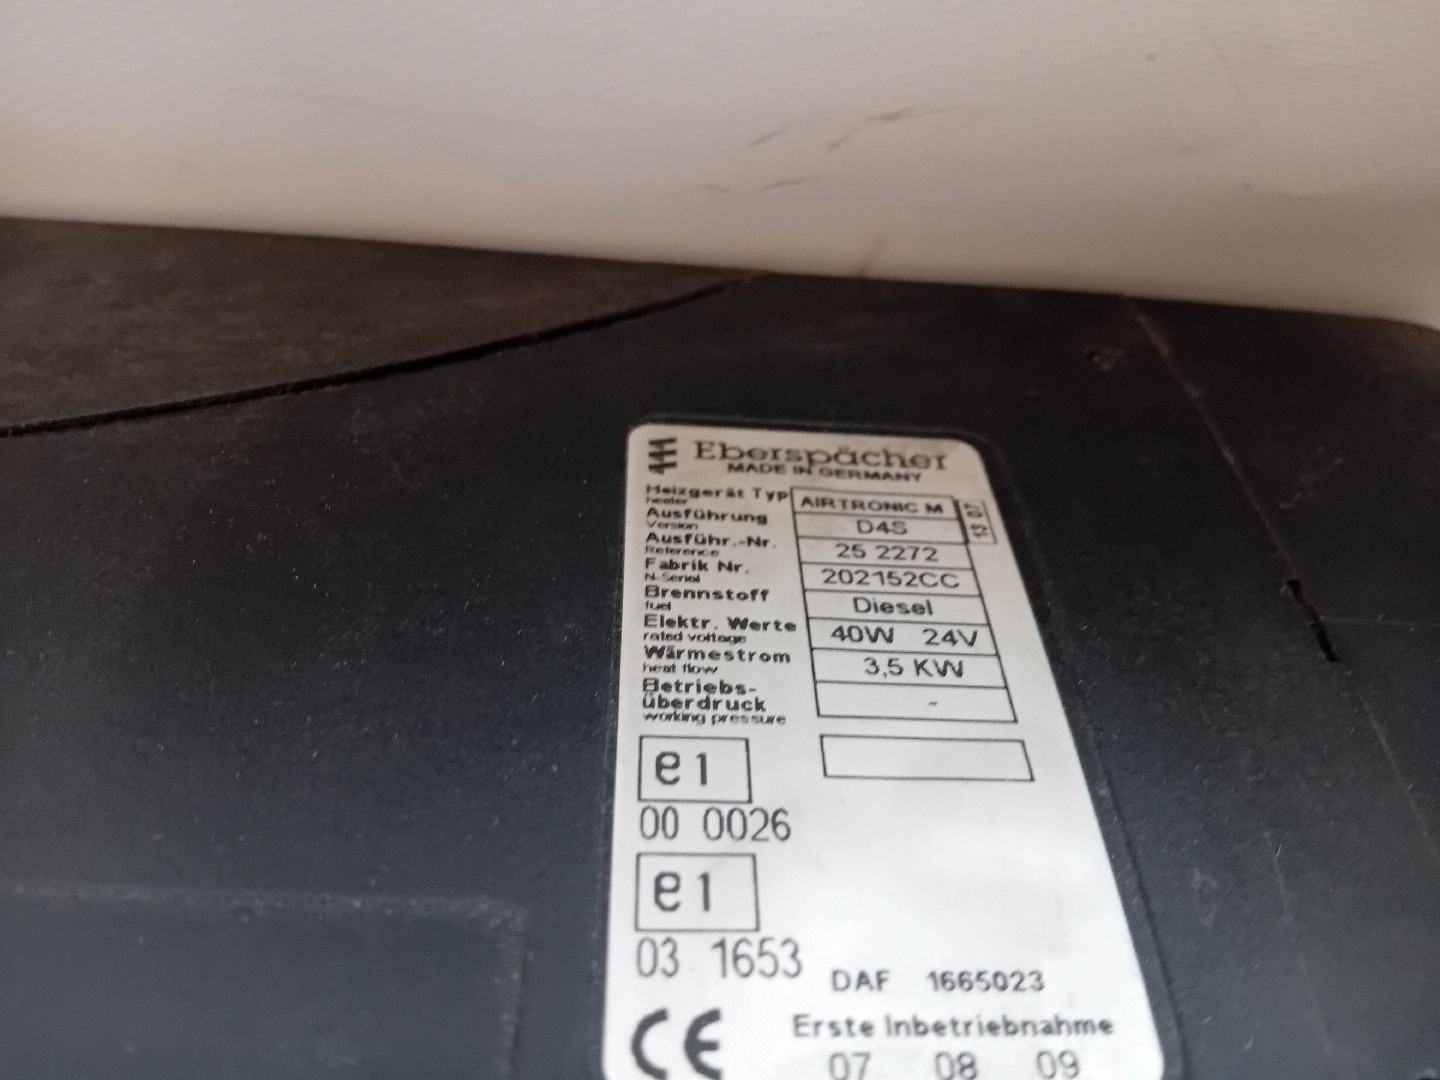 Eberspächer
MADE IN GERMANY
Heizgerät Typ AIRTRONIC M
heater
13 07
Ausführung D4S
Version
Ausführ.-Nr. 25 2272
Reference
Fabrik Nr. 202152CC
N-Seriel
Brennstoff Diesel
fuel
Elektr. Werte 40W 24V
rated voltage
Wärmestrom 3,5 KW
heat flow
Betriebs-
überdruck -
working pressure
e1
00 0026
e1
03 1653
DAF 1665023
CE
Erste Inbetriebnahme
07 08 09